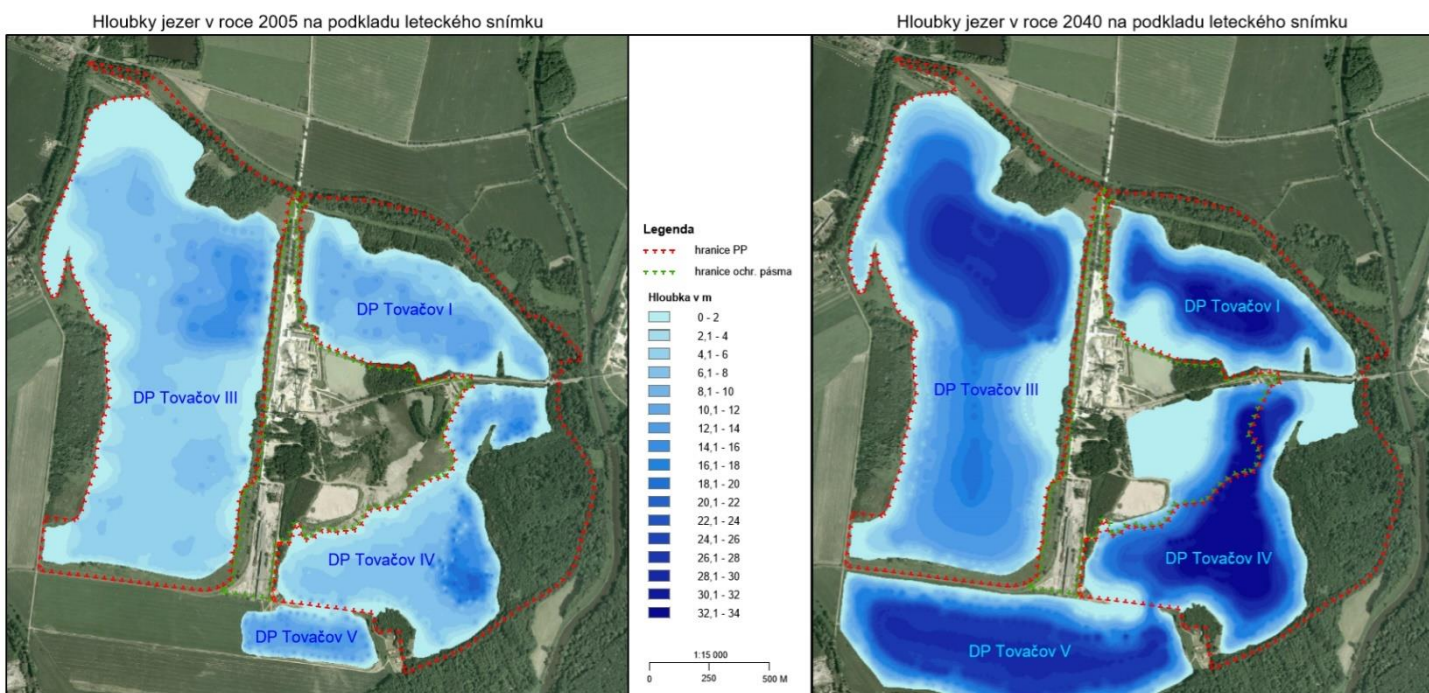 Hloubky jezer v roce 2005 na podkladu leteckého snímku
DP Tovačov I
DP Tovačov III
DP Tovačov IV
DP Tovačov V
Legenda
hranice PP
hranice ochr. pásma
Hloubka v m
0 - 2
2,1 - 4
4,1 - 6
6,1 - 8
8,1 - 10
10,1 - 12
12,1 - 14
14,1 - 16
16,1 - 18
18,1 - 20
20,1 - 22
22,1 - 24
24,1 - 26
26,1 - 28
28,1 - 30
30,1 - 32
32,1 - 34
1:15 000
0 250 500 M
Hloubky jezer v roce 2040 na podkladu leteckého snímku
DP Tovačov I
DP Tovačov III
DP Tovačov IV
DP Tovačov V